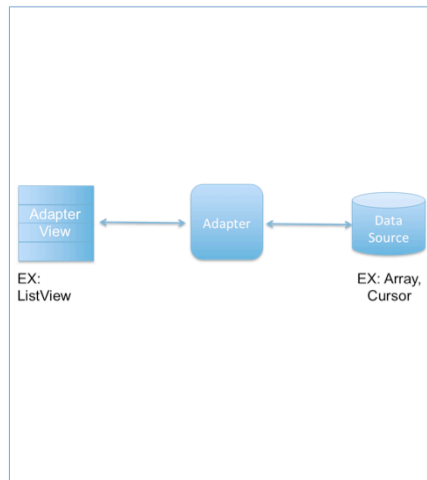 Adapter
View
Adapter
Data
Source
EX:
ListView
EX: Array,
Cursor